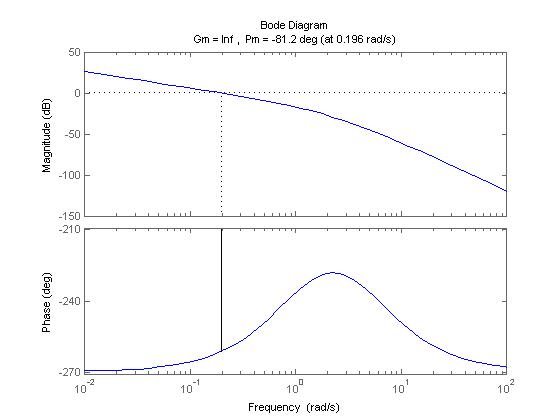 Bode Diagram
Gm = Inf , Pm = -81.2 deg (at 0.196 rad/s)
50
0
-50
-100
-150
Magnitude (dB)
-210
-240
-270
Phase (deg)
10^-2
10^-1
10^0
10^1
10^2
Frequency (rad/s)